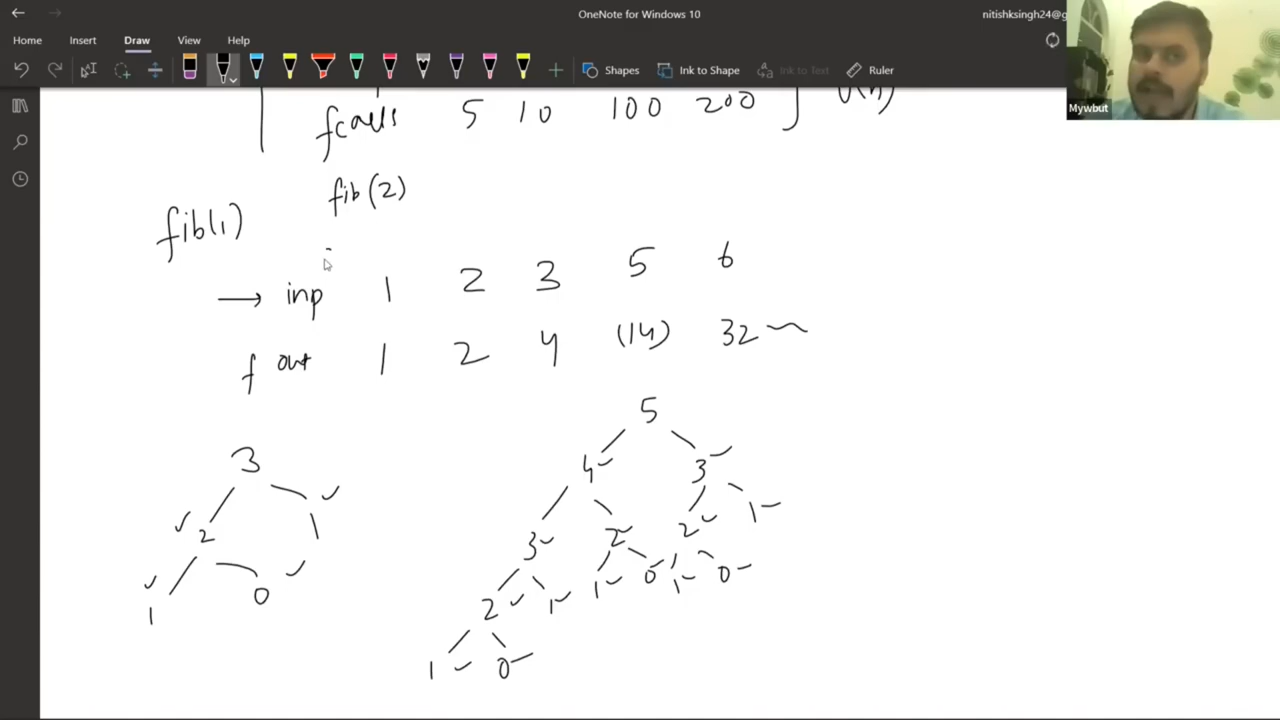 OneNote for Windows 10
nitishksingh24@g
Home Insert Draw View Help
Shapes Ink to Shape Ink to Text Ruler
Mywbut
fcalls 5 10 100 200
fib(1) fib(2)
inp 1 2 3 5 6
f out 1 2 4 (14) 32
5
3 4 3
2 1 3 2 2 1
1 0 2 1 1 0 1 0
1 0